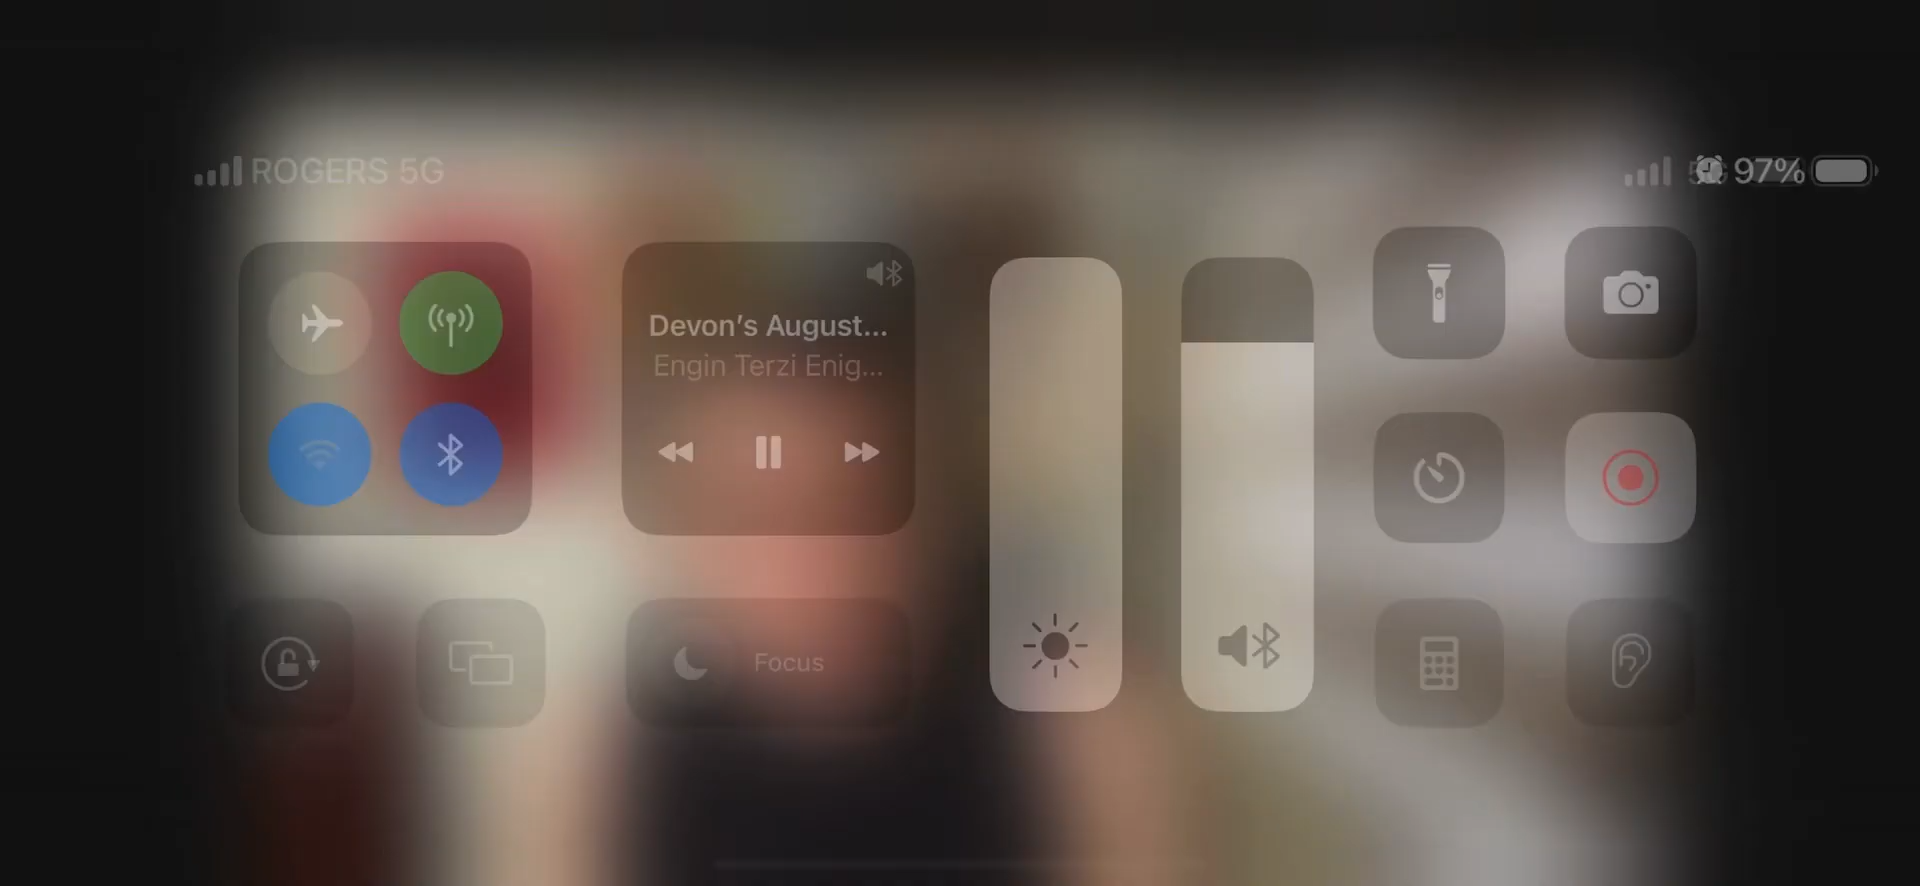 ROGERS 5G
97%
Devon's August...
Engin Terzi Enig...
Focus